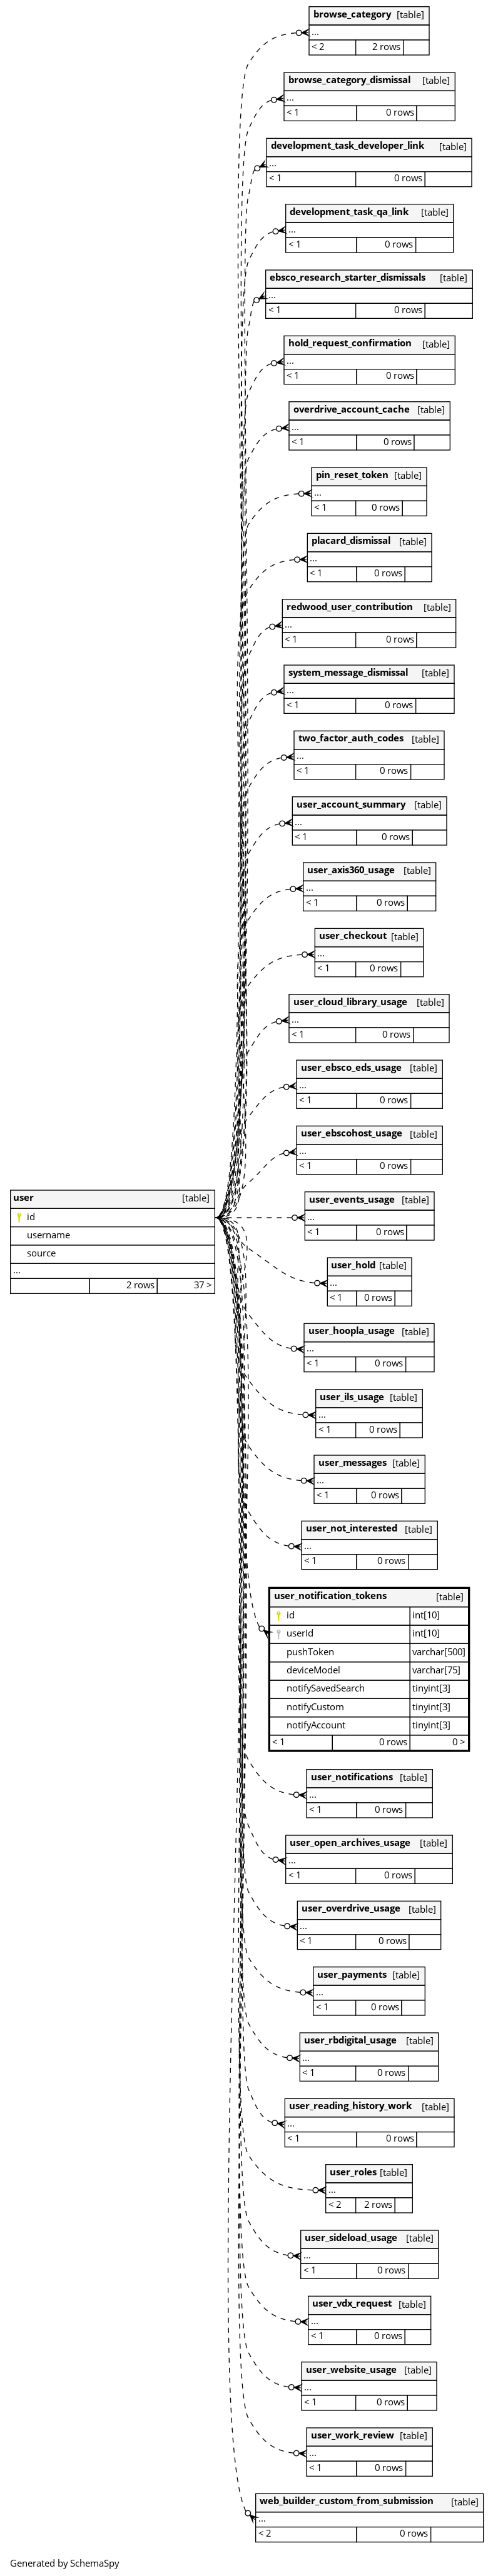 browse_category [table]
...
< 2 2 rows
browse_category_dismissal [table]
...
< 1 0 rows
development_task_developer_link [table]
...
< 1 0 rows
development_task_qa_link [table]
...
< 1 0 rows
ebsco_research_starter_dismissals [table]
...
< 1 0 rows
hold_request_confirmation [table]
...
< 1 0 rows
overdrive_account_cache [table]
...
< 1 0 rows
pin_reset_token [table]
...
< 1 0 rows
placard_dismissal [table]
...
< 1 0 rows
redwood_user_contribution [table]
...
< 1 0 rows
system_message_dismissal [table]
...
< 1 0 rows
two_factor_auth_codes [table]
...
< 1 0 rows
user_account_summary [table]
...
< 1 0 rows
user_axis360_usage [table]
...
< 1 0 rows
user_checkout [table]
...
< 1 0 rows
user_cloud_library_usage [table]
...
< 1 0 rows
user_ebsco_eds_usage [table]
...
< 1 0 rows
user_ebscohost_usage [table]
...
< 1 0 rows
user [table]
id
username
source
...
2 rows 37 >
user_events_usage [table]
...
< 1 0 rows
user_hold [table]
...
< 1 0 rows
user_hoopla_usage [table]
...
< 1 0 rows
user_ils_usage [table]
...
< 1 0 rows
user_messages [table]
...
< 1 0 rows
user_not_interested [table]
...
< 1 0 rows
user_notification_tokens [table]
id int[10]
userId int[10]
pushToken varchar[500]
deviceModel varchar[75]
notifySavedSearch tinyint[3]
notifyCustom tinyint[3]
notifyAccount tinyint[3]
< 1 0 rows 0 >
user_notifications [table]
...
< 1 0 rows
user_open_archives_usage [table]
...
< 1 0 rows
user_overdrive_usage [table]
...
< 1 0 rows
user_payments [table]
...
< 1 0 rows
user_rbdigital_usage [table]
...
< 1 0 rows
user_reading_history_work [table]
...
< 1 0 rows
user_roles [table]
...
< 2 2 rows
user_sideload_usage [table]
...
< 1 0 rows
user_vdx_request [table]
...
< 1 0 rows
user_website_usage [table]
...
< 1 0 rows
user_work_review [table]
...
< 1 0 rows
web_builder_custom_from_submission [table]
...
< 2 0 rows
Generated by SchemaSpy